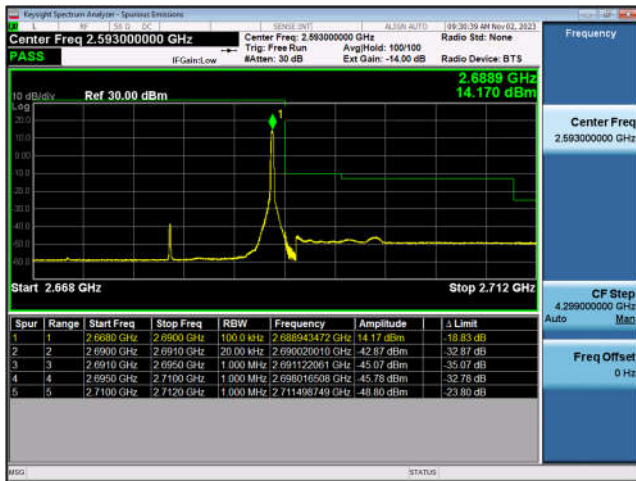 Keysight Spectrum Analyzer - Spurious Emissions
L RF 50 Ω DC SENSE:INT ALIGN AUTO 09:30:39 AM Nov 02, 2023
Center Freq 2.593000000 GHz Center Freq: 2.593000000 GHz Radio Std: None Frequency
PASS Trig: Free Run Avg|Hold: 100/100
IFGain:Low #Atten: 30 dB Ext Gain: -14.00 dB Radio Device: BTS
2.6889 GHz
10 dB/div Ref 30.00 dBm 14.170 dBm
Log
1
20.0
10.0
0.00
-10.0
-20.0
-30.0
-40.0
-50.0
-60.0
Start 2.668 GHz Stop 2.712 GHz
Center Freq
2.593000000 GHz
CF Step
4.299000000 GHz
Auto Man
Freq Offset
0 Hz
Spur Range Start Freq Stop Freq RBW Frequency Amplitude Δ Limit
1 1 2.6680 GHz 2.6900 GHz 100.0 kHz 2.688943472 GHz 14.17 dBm -18.83 dB
2 2 2.6900 GHz 2.6910 GHz 20.00 kHz 2.690020010 GHz -42.87 dBm -32.87 dB
3 3 2.6910 GHz 2.6950 GHz 1.000 MHz 2.691122061 GHz -45.07 dBm -35.07 dB
4 4 2.6950 GHz 2.7100 GHz 1.000 MHz 2.698016508 GHz -45.78 dBm -32.78 dB
5 5 2.7100 GHz 2.7120 GHz 1.000 MHz 2.711498749 GHz -48.80 dBm -23.80 dB
MSG STATUS